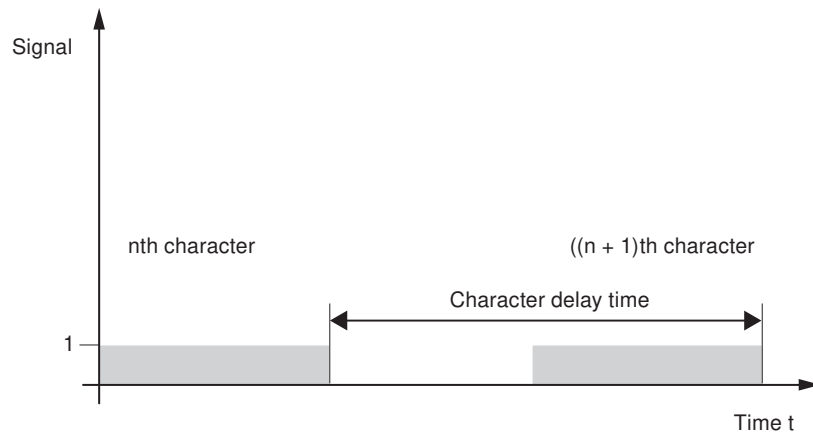 Signal
nth character
((n + 1)th character
Character delay time
1
Time t